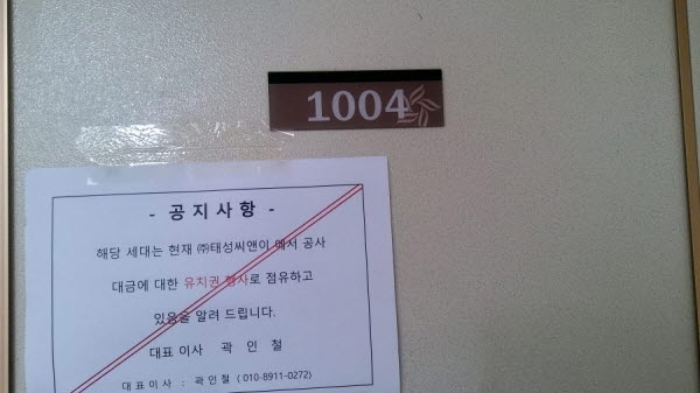 1004
- 공 지 사 항 -
해당 세대는 현재 ㈜태성씨앤이 에서 공사
대금에 대한 유치권 행사로 점유하고
있음을 알려 드립니다.
대표 이사 곽 인 철
대 표 이 사 : 곽 인 철 ( 010-8911-0272)